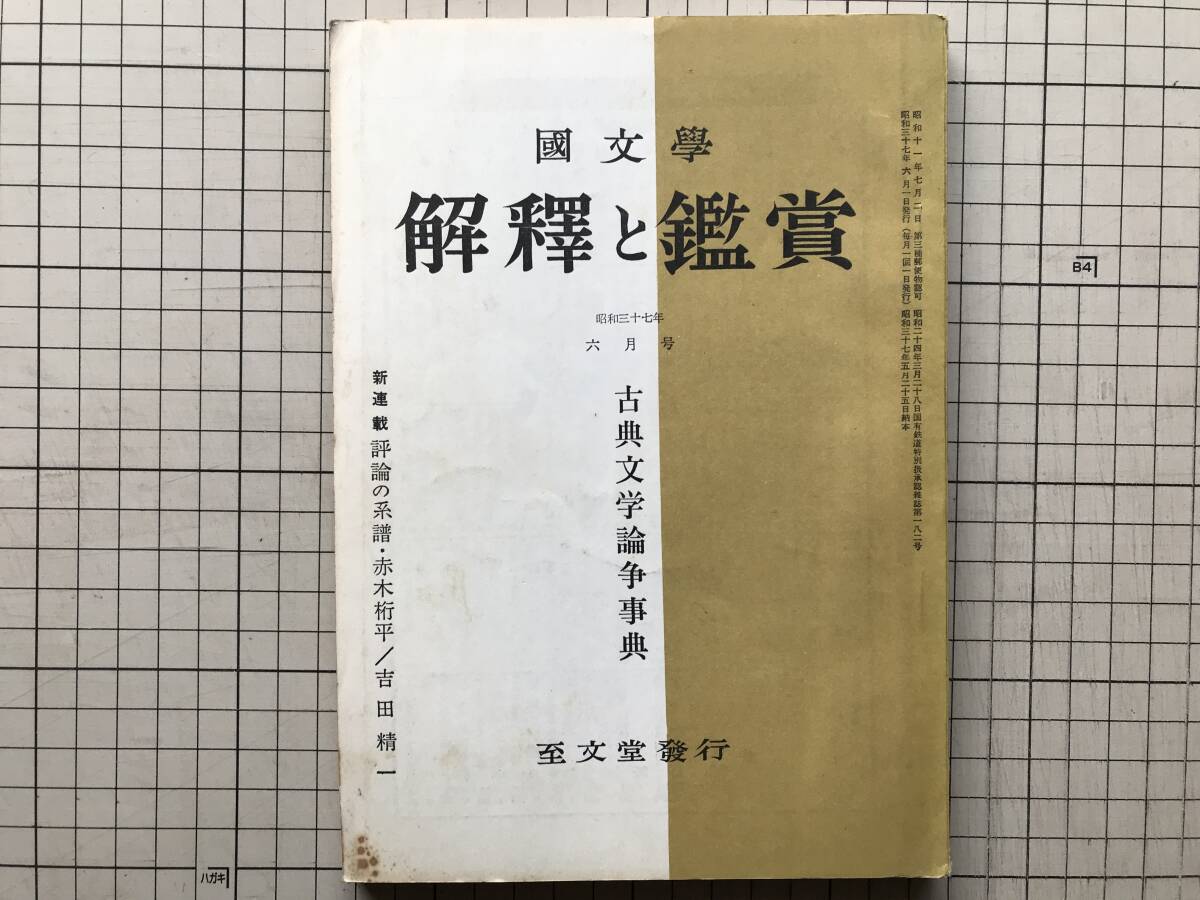 國文學
解釋と鑑賞
昭和三十七年
六月号
古典文学論争事典
新連載 評論の系譜・赤木桁平／吉田精一
至文堂發行
昭和十一年七月二日 第三種郵便物認可 昭和二十四年三月二十八日国有鉄道特別扱承認雑誌第一八二号
昭和三十七年六月一日発行（毎月一回一日発行）昭和三十七年五月二十五日納本
B4
ハガキ